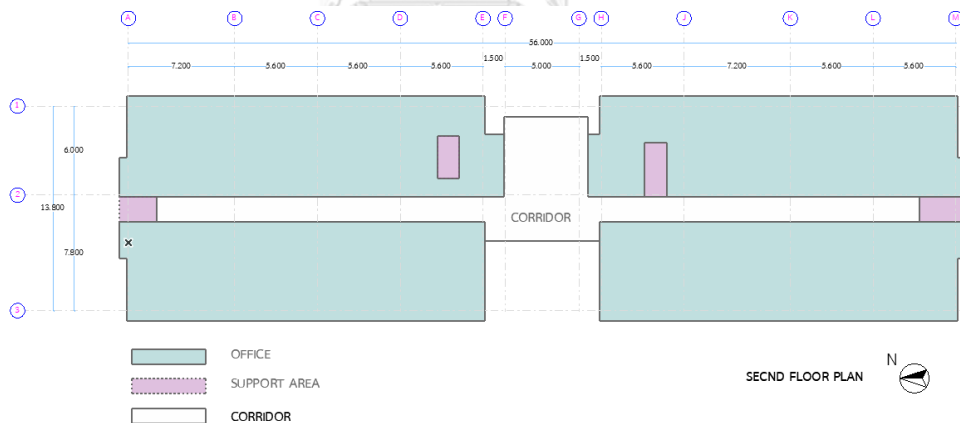 A B C D E F G H J K L M
56.000
7.200 5.600 5.600 5.600 1.500 5.000 1.500 5.600 7.200 5.600 5.600
1
6.000
2
13.800
CORRIDOR
7.800
3
OFFICE
SUPPORT AREA
CORRIDOR
SECND FLOOR PLAN
N